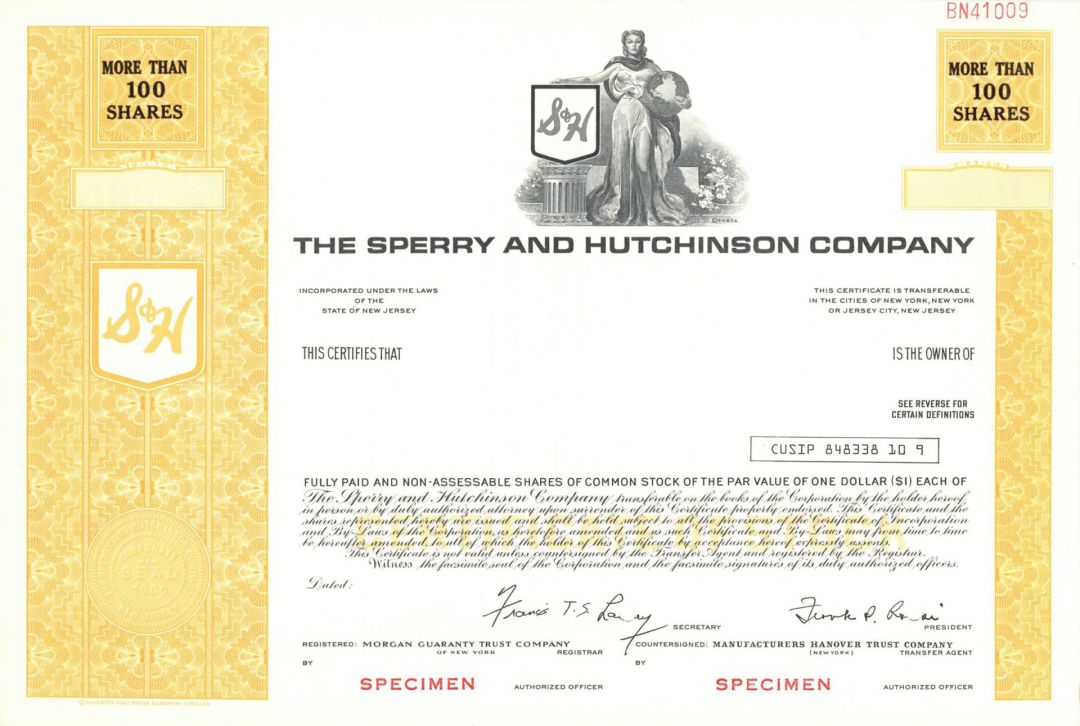 BN41009
MORE THAN
100
SHARES
MORE THAN
100
SHARES
S&H
THE SPERRY AND HUTCHINSON COMPANY
INCORPORATED UNDER THE LAWS
OF THE
STATE OF NEW JERSEY
THIS CERTIFICATE IS TRANSFERABLE
IN THE CITIES OF NEW YORK, NEW YORK
OR JERSEY CITY, NEW JERSEY
S&H
THIS CERTIFIES THAT
IS THE OWNER OF
SEE REVERSE FOR
CERTAIN DEFINITIONS
CUSIP 848338 10 9
FULLY PAID AND NON-ASSESSABLE SHARES OF COMMON STOCK OF THE PAR VALUE OF ONE DOLLAR ($1) EACH OF
The Sperry and Hutchinson Company transferable on the books of the Corporation by the holder hereof,
in person or by duly authorized attorney upon surrender of this Certificate properly endorsed. This Certificate and the
shares represented hereby are issued and shall be held subject to all the provisions of the Certificate of Incorporation
and By-Laws of the Corporation as heretofore amended and as such Certificate and By-Laws may from time to time
be hereafter amended, to all of which the holder of this Certificate by acceptance hereof expressly assents.
This Certificate is not valid unless countersigned by the Transfer Agent and registered by the Registrar.
Witness the facsimile seal of the Corporation and the facsimile signatures of its duly authorized officers.
Dated:
1900
Francis T.S.
SECRETARY
Frank P.
PRESIDENT
REGISTERED: MORGAN GUARANTY TRUST COMPANY
OF NEW YORK
REGISTRAR
COUNTERSIGNED: MANUFACTURERS HANOVER TRUST COMPANY
(NEW YORK)
TRANSFER AGENT
BY
BY
SPECIMEN
AUTHORIZED OFFICER
SPECIMEN
AUTHORIZED OFFICER